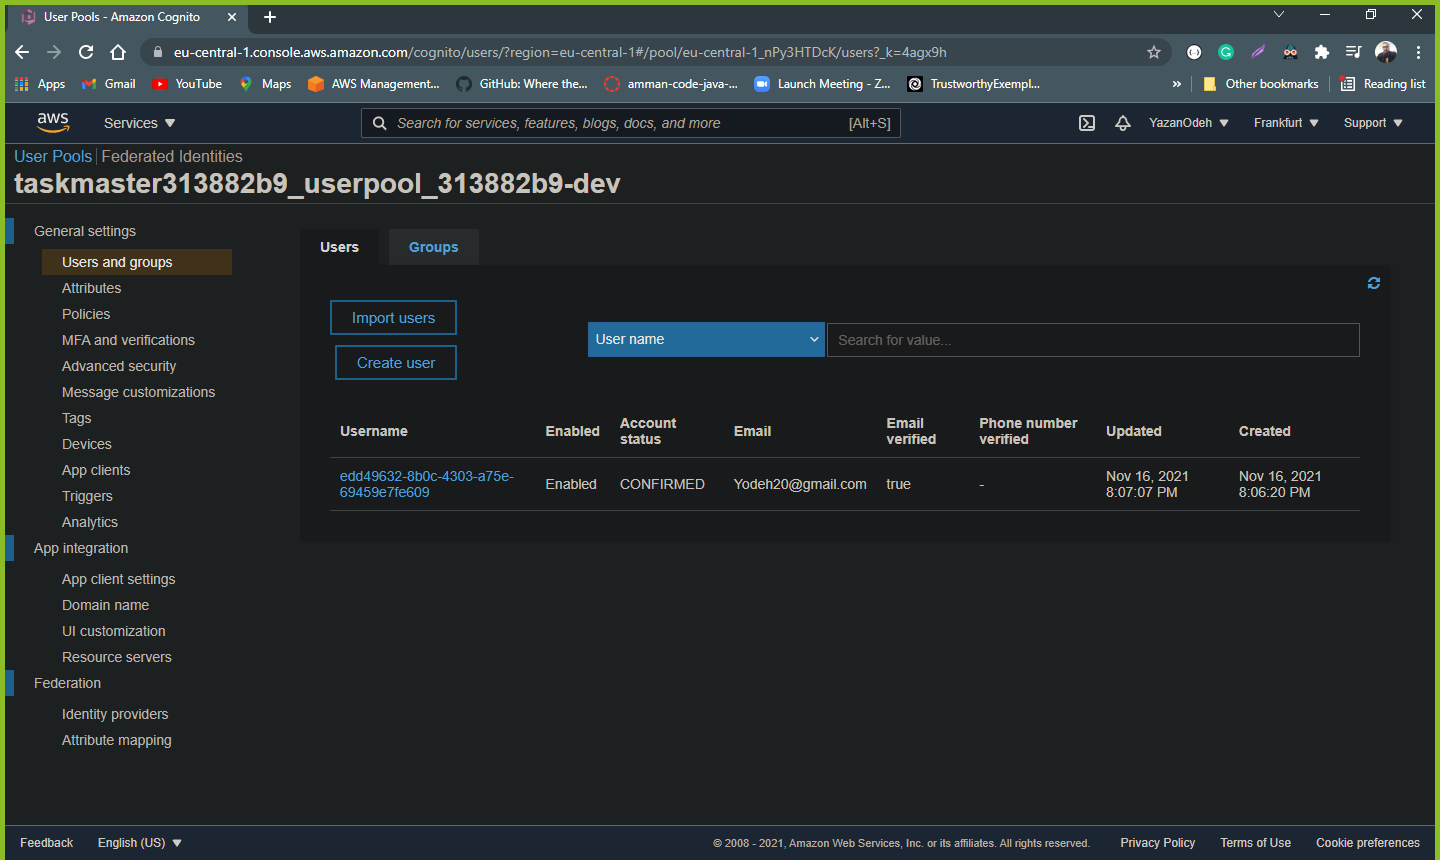 User Pools - Amazon Cognito
eu-central-1.console.aws.amazon.com/cognito/users/?region=eu-central-1#/pool/eu-central-1_nPy3HTDcK/users?_k=4agx9h
Apps Gmail YouTube Maps AWS Management... GitHub: Where the... amman-code-java-... Launch Meeting - Z... TrustworthyExempl... » Other bookmarks Reading list
aws Services Search for services, features, blogs, docs, and more [Alt+S] YazanOdeh Frankfurt Support
User Pools Federated Identities
taskmaster313882b9_userpool_313882b9-dev
General settings
Users and groups
Attributes
Policies
MFA and verifications
Advanced security
Message customizations
Tags
Devices
App clients
Triggers
Analytics
App integration
App client settings
Domain name
UI customization
Resource servers
Federation
Identity providers
Attribute mapping
Users Groups
Import users
Create user
User name Search for value...
Username Enabled Account status Email Email verified Phone number verified Updated Created
edd49632-8b0c-4303-a75e-69459e7fe609 Enabled CONFIRMED Yodeh20@gmail.com true - Nov 16, 2021 8:07:07 PM Nov 16, 2021 8:06:20 PM
Feedback English (US) © 2008 - 2021, Amazon Web Services, Inc. or its affiliates. All rights reserved. Privacy Policy Terms of Use Cookie preferences